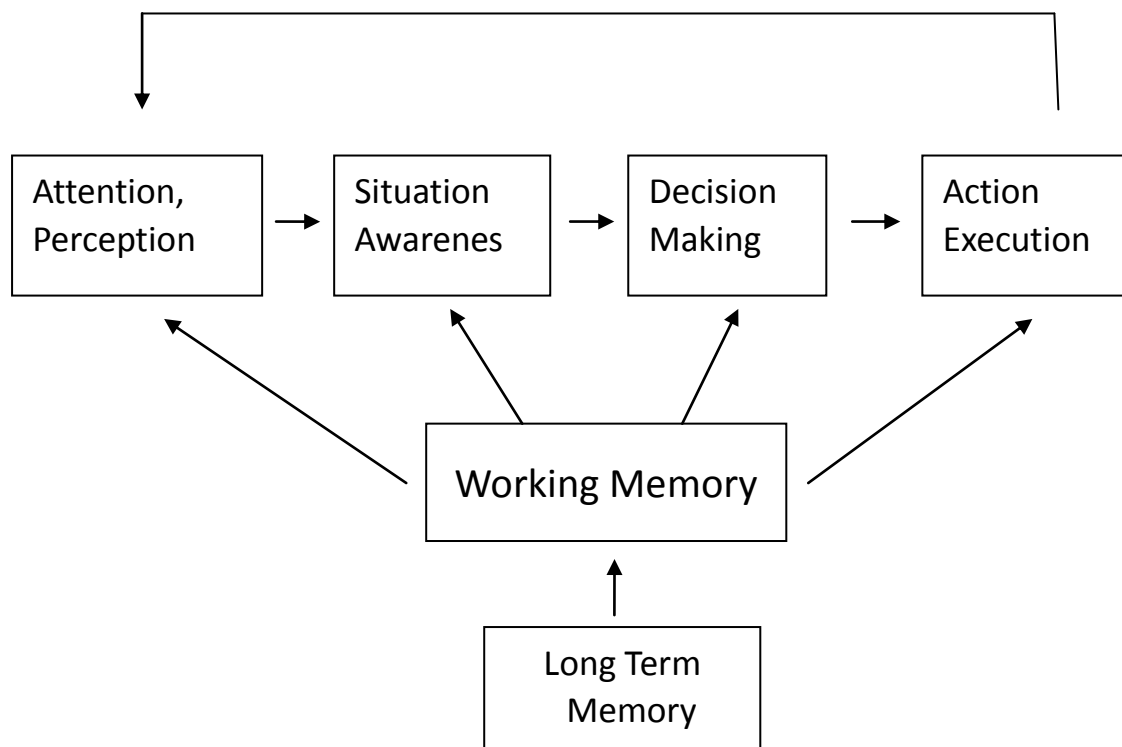 Attention,
Perception
Situation
Awarenes
Decision
Making
Action
Execution
Working Memory
Long Term
Memory